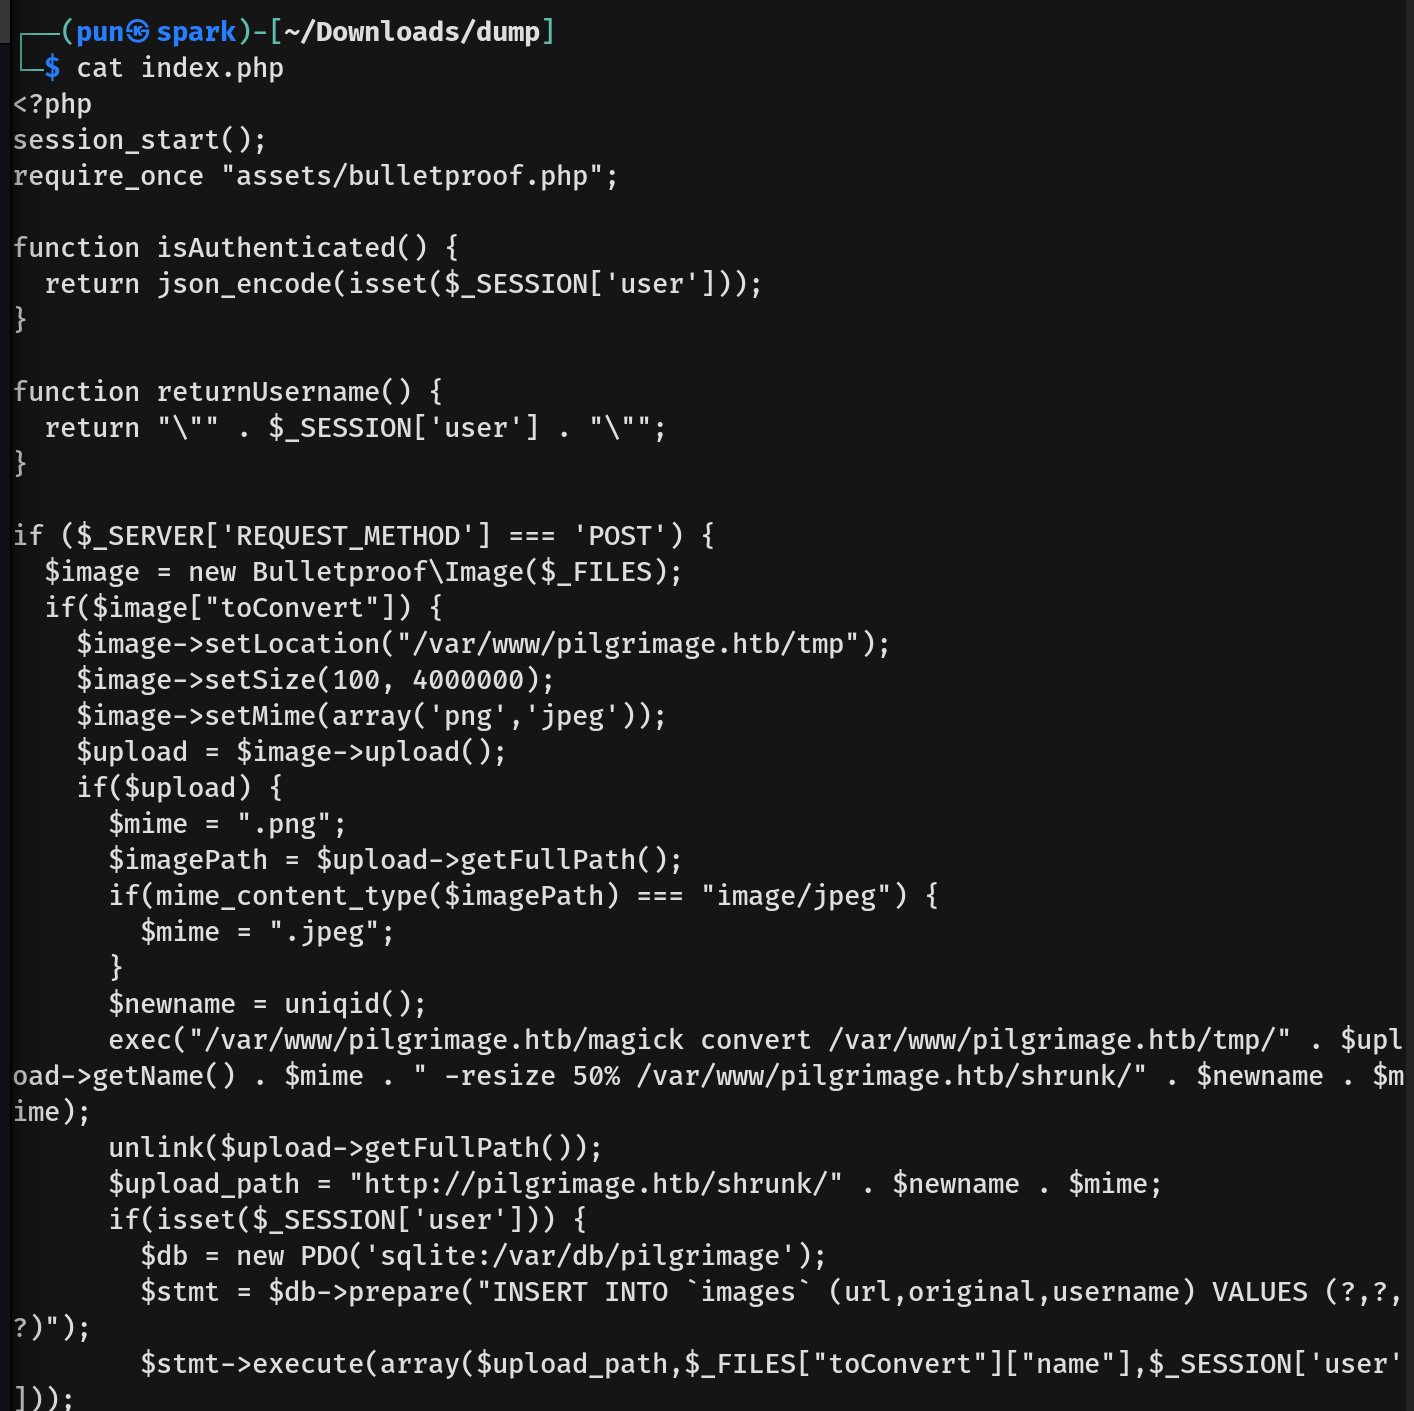 ┌──(pun㉿spark)-[~/Downloads/dump]
└─$ cat index.php
<?php
session_start();
require_once "assets/bulletproof.php";

function isAuthenticated() {
  return json_encode(isset($_SESSION['user']));
}

function returnUsername() {
  return "\"" . $_SESSION['user'] . "\"";
}

if ($_SERVER['REQUEST_METHOD'] === 'POST') {
  $image = new Bulletproof\Image($_FILES);
  if($image["toConvert"]) {
    $image->setLocation("/var/www/pilgrimage.htb/tmp");
    $image->setSize(100, 4000000);
    $image->setMime(array('png','jpeg'));
    $upload = $image->upload();
    if($upload) {
      $mime = ".png";
      $imagePath = $upload->getFullPath();
      if(mime_content_type($imagePath) === "image/jpeg") {
        $mime = ".jpeg";
      }
      $newname = uniqid();
      exec("/var/www/pilgrimage.htb/magick convert /var/www/pilgrimage.htb/tmp/" . $upl
oad->getName() . $mime . " -resize 50% /var/www/pilgrimage.htb/shrunk/" . $newname . $m
ime);
      unlink($upload->getFullPath());
      $upload_path = "http://pilgrimage.htb/shrunk/" . $newname . $mime;
      if(isset($_SESSION['user'])) {
        $db = new PDO('sqlite:/var/db/pilgrimage');
        $stmt = $db->prepare("INSERT INTO `images` (url,original,username) VALUES (?,?,
?)");
        $stmt->execute(array($upload_path,$_FILES["toConvert"]["name"],$_SESSION['user'
]));